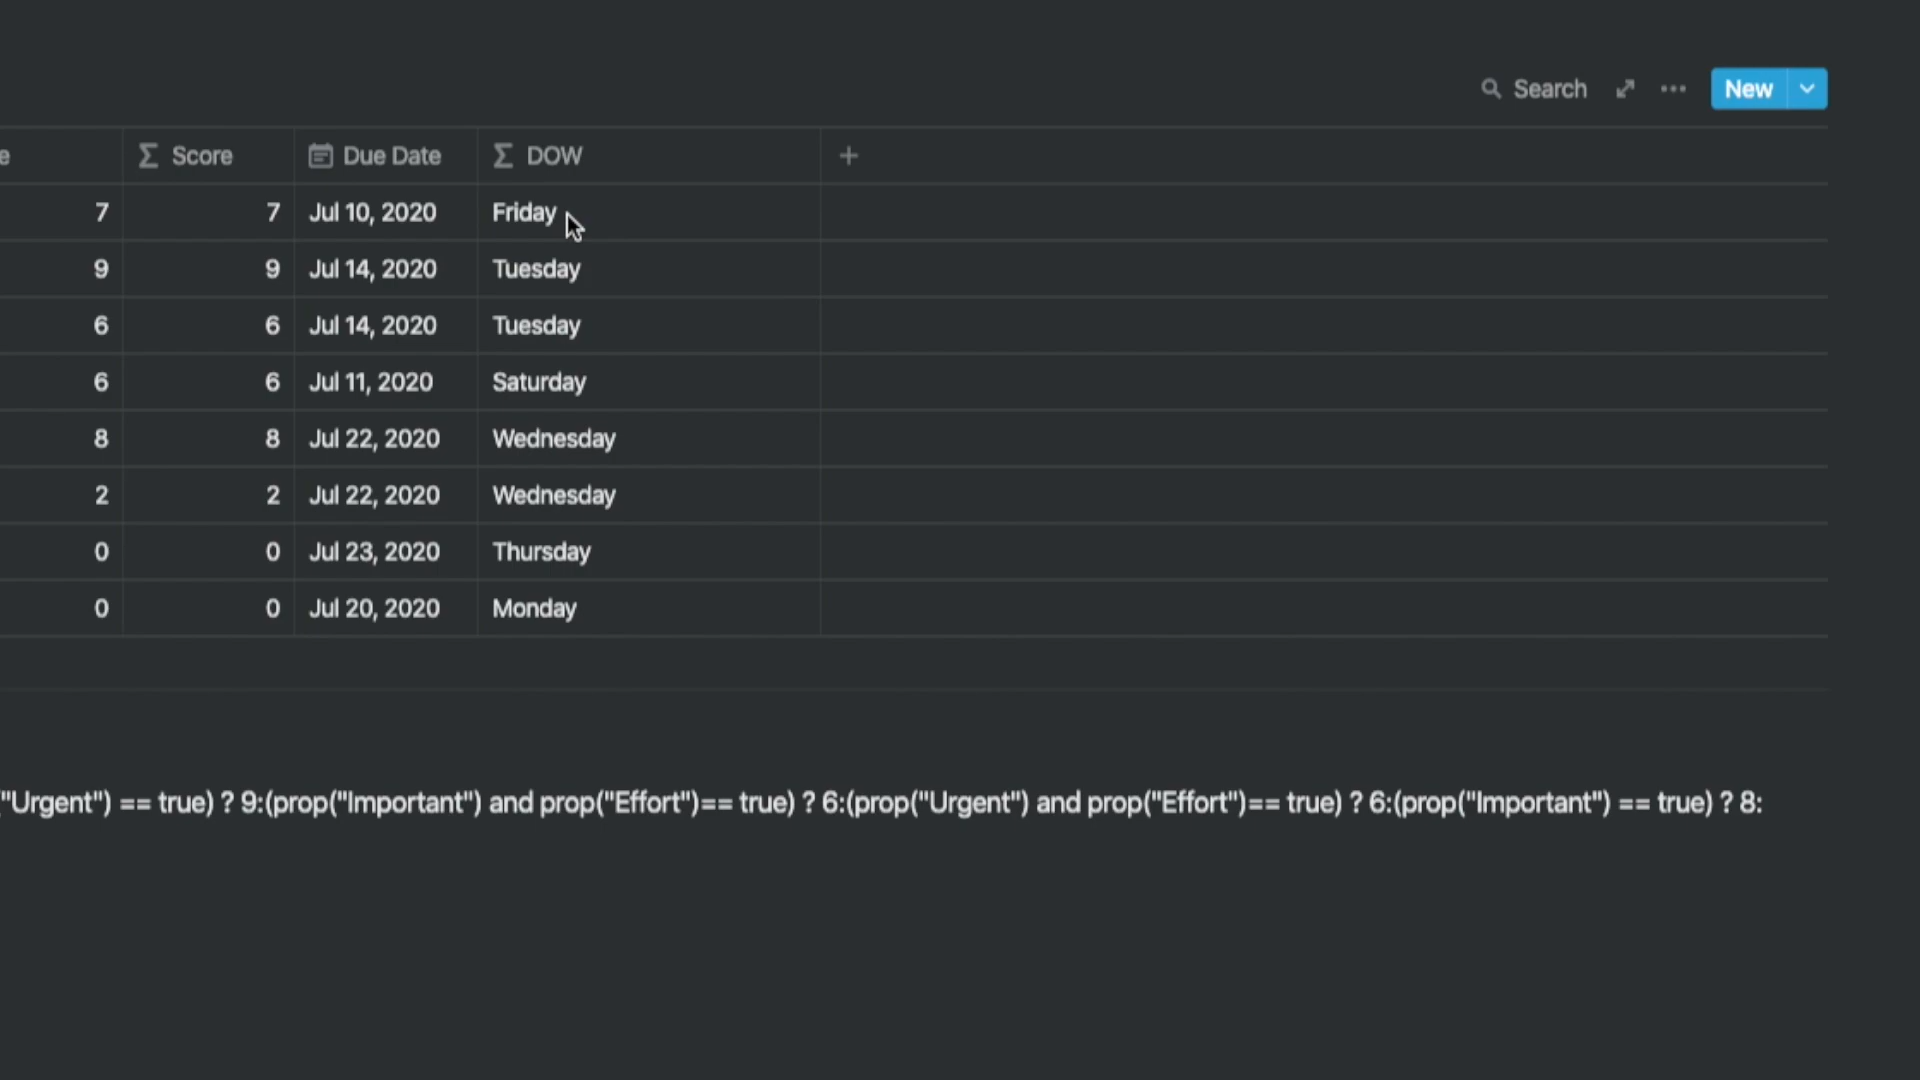 Search New
e Σ Score Due Date Σ DOW +
7 7 Jul 10, 2020 Friday
9 9 Jul 14, 2020 Tuesday
6 6 Jul 14, 2020 Tuesday
6 6 Jul 11, 2020 Saturday
8 8 Jul 22, 2020 Wednesday
2 2 Jul 22, 2020 Wednesday
0 0 Jul 23, 2020 Thursday
0 0 Jul 20, 2020 Monday
"Urgent") == true) ? 9:(prop("Important") and prop("Effort")== true) ? 6:(prop("Urgent") and prop("Effort")== true) ? 6:(prop("Important") == true) ? 8: